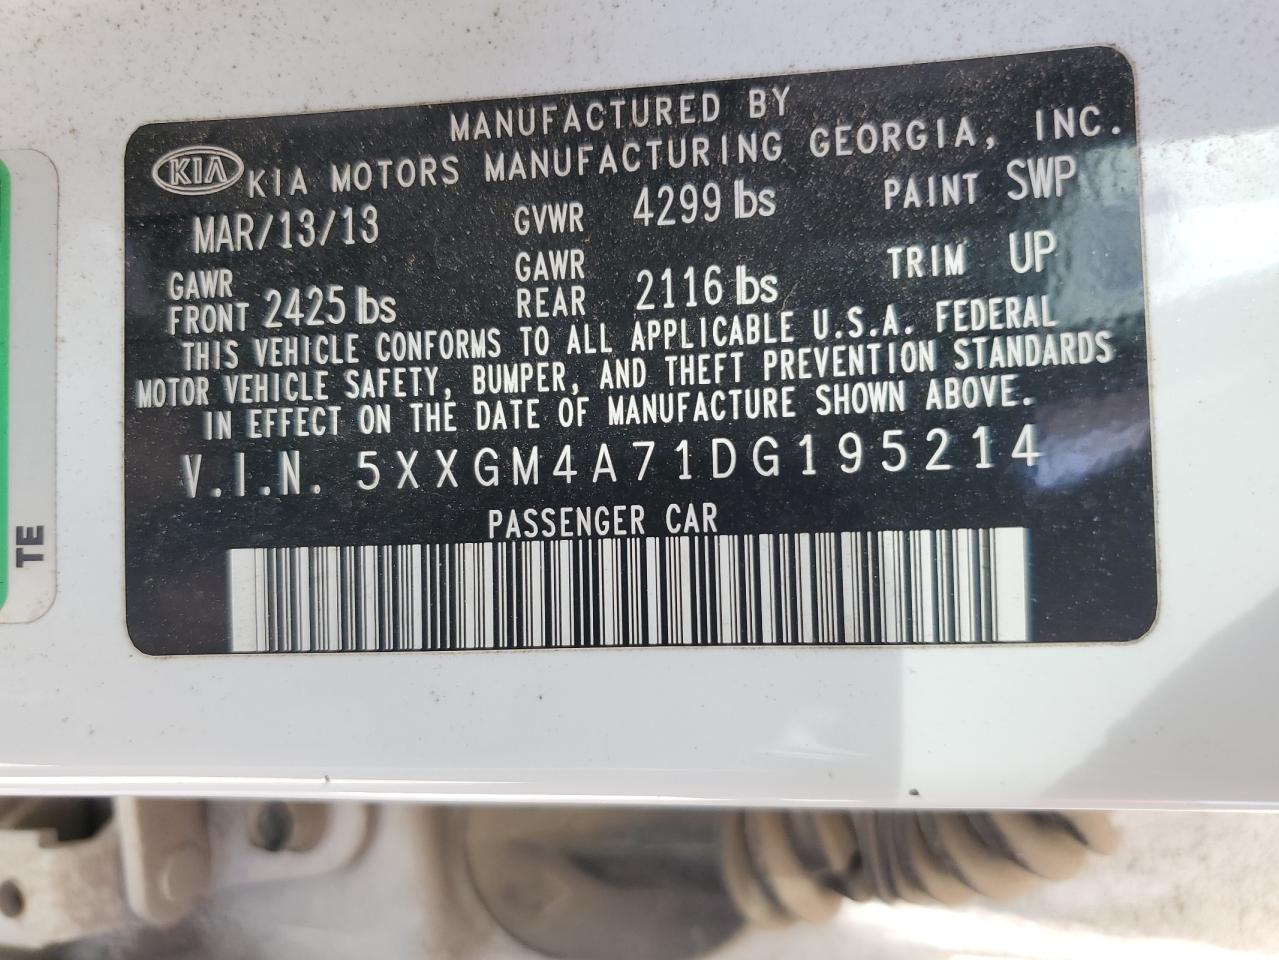 MANUFACTURED BY
KIA KIA MOTORS MANUFACTURING GEORGIA, INC.
MAR/13/13 GVWR 4299 lbs PAINT SWP
GAWR FRONT 2425 lbs GAWR REAR 2116 lbs TRIM UP
THIS VEHICLE CONFORMS TO ALL APPLICABLE U.S.A. FEDERAL
MOTOR VEHICLE SAFETY, BUMPER, AND THEFT PREVENTION STANDARDS
IN EFFECT ON THE DATE OF MANUFACTURE SHOWN ABOVE.
V.I.N. 5XXGM4A71DG195214
PASSENGER CAR
TE